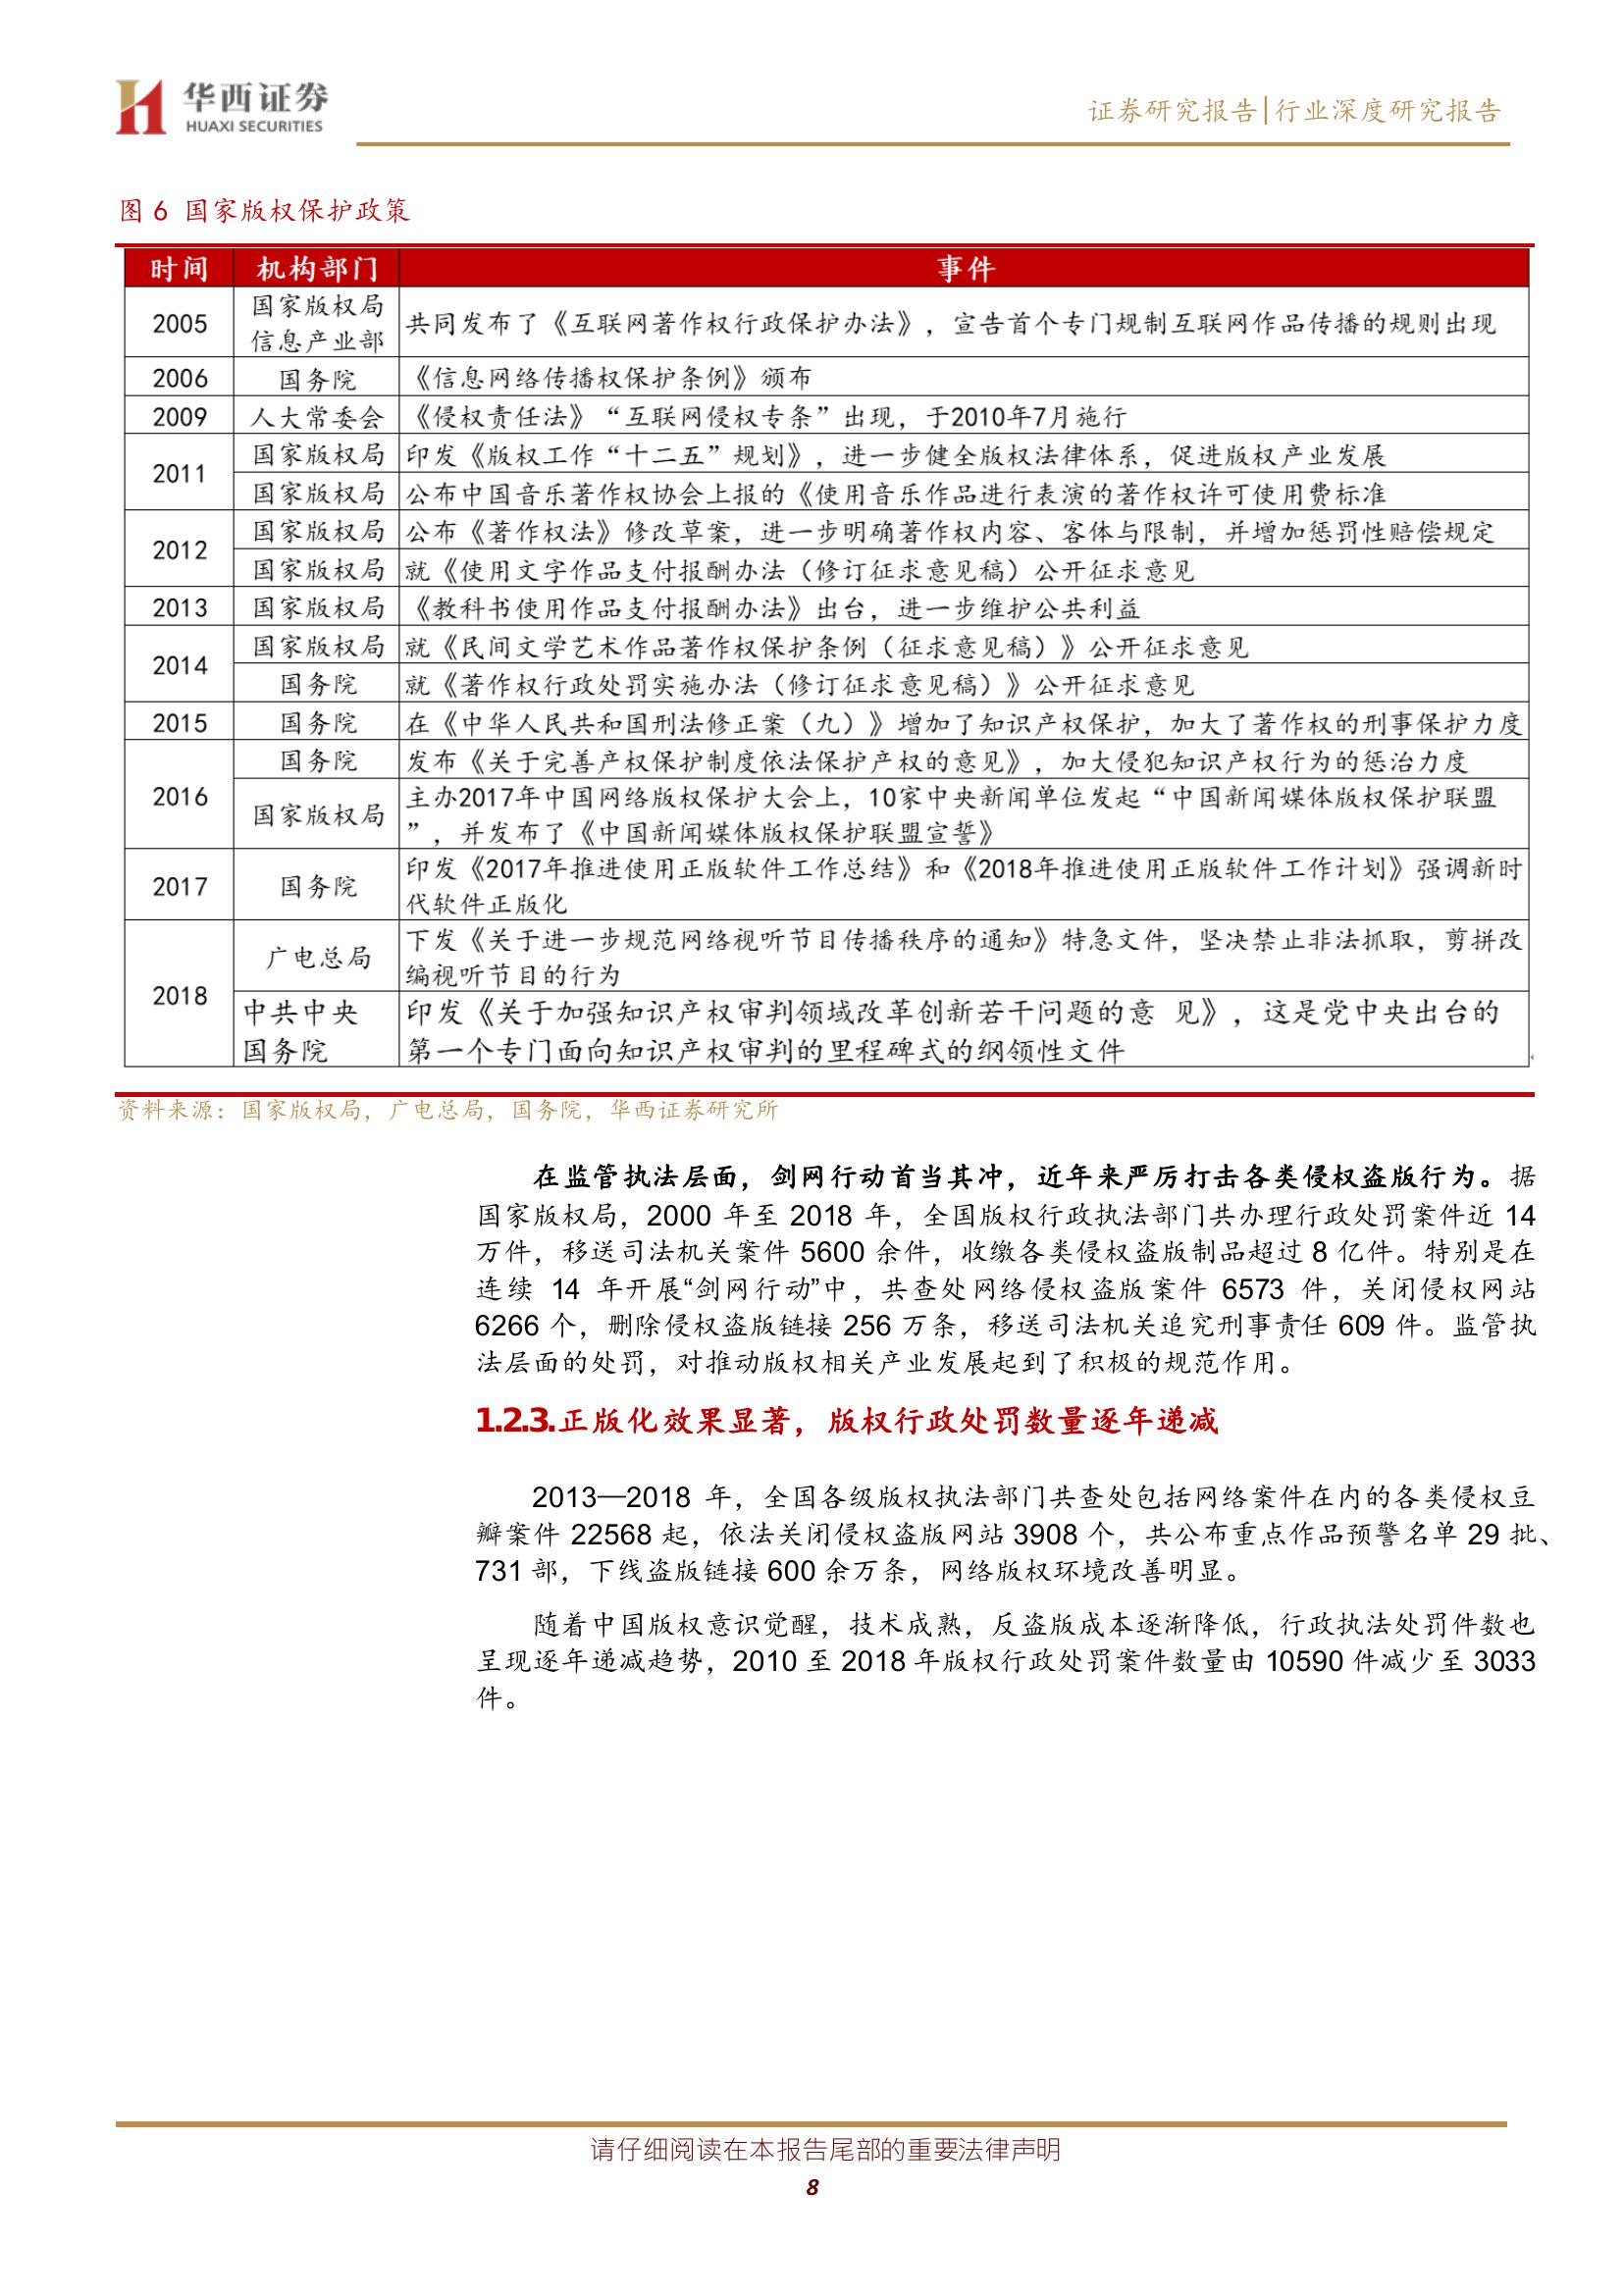 华西证券
HUAXI SECURITIES
证券研究报告|行业深度研究报告
图 6 国家版权保护政策
时间 机构部门 事件
2005 国家版权局 信息产业部 共同发布了《互联网著作权行政保护办法》，宣告首个专门规制互联网作品传播的规则出现
2006 国务院 《信息网络传播权保护条例》颁布
2009 人大常委会 《侵权责任法》“互联网侵权专条”出现，于2010年7月施行
2011 国家版权局 印发《版权工作“十二五”规划》，进一步健全版权法律体系，促进版权产业发展
国家版权局 公布中国音乐著作权协会上报的《使用音乐作品进行表演的著作权许可使用费标准
2012 国家版权局 公布《著作权法》修改草案，进一步明确著作权内容、客体与限制，并增加惩罚性赔偿规定
国家版权局 就《使用文字作品支付报酬办法（修订征求意见稿）公开征求意见
2013 国家版权局 《教科书使用作品支付报酬办法》出台，进一步维护公共利益
2014 国家版权局 就《民间文学艺术作品著作权保护条例（征求意见稿）》公开征求意见
国务院 就《著作权行政处罚实施办法（修订征求意见稿）》公开征求意见
2015 国务院 在《中华人民共和国刑法修正案（九）》增加了知识产权保护，加大了著作权的刑事保护力度
2016 国务院 发布《关于完善产权保护制度依法保护产权的意见》，加大侵犯知识产权行为的惩治力度
国家版权局 主办2017年中国网络版权保护大会上，10家中央新闻单位发起“中国新闻媒体版权保护联盟
”，并发布了《中国新闻媒体版权保护联盟宣誓》
2017 国务院 印发《2017年推进使用正版软件工作总结》和《2018年推进使用正版软件工作计划》强调新时
代软件正版化
2018 广电总局 下发《关于进一步规范网络视听节目传播秩序的通知》特急文件，坚决禁止非法抓取，剪拼改
编视听节目的行为
中共中央 印发《关于加强知识产权审判领域改革创新若干问题的意 见》，这是党中央出台的
国务院 第一个专门面向知识产权审判的里程碑式的纲领性文件
资料来源：国家版权局，广电总局，国务院，华西证券研究所
在监管执法层面，剑网行动首当其冲，近年来严厉打击各类侵权盗版行为。据
国家版权局，2000 年至 2018 年，全国版权行政执法部门共办理行政处罚案件近 14
万件，移送司法机关案件 5600 余件，收缴各类侵权盗版制品超过 8 亿件。特别是在
连续 14 年开展“剑网行动”中，共查处网络侵权盗版案件 6573 件，关闭侵权网站
6266 个，删除侵权盗版链接 256 万条，移送司法机关追究刑事责任 609 件。监管执
法层面的处罚，对推动版权相关产业发展起到了积极的规范作用。
1.2.3.正版化效果显著，版权行政处罚数量逐年递减
2013—2018 年，全国各级版权执法部门共查处包括网络案件在内的各类侵权豆
瓣案件 22568 起，依法关闭侵权盗版网站 3908 个，共公布重点作品预警名单 29 批、
731 部，下线盗版链接 600 余万条，网络版权环境改善明显。
随着中国版权意识觉醒，技术成熟，反盗版成本逐渐降低，行政执法处罚件数也
呈现逐年递减趋势，2010 至 2018 年版权行政处罚案件数量由 10590 件减少至 3033
件。
请仔细阅读在本报告尾部的重要法律声明
8